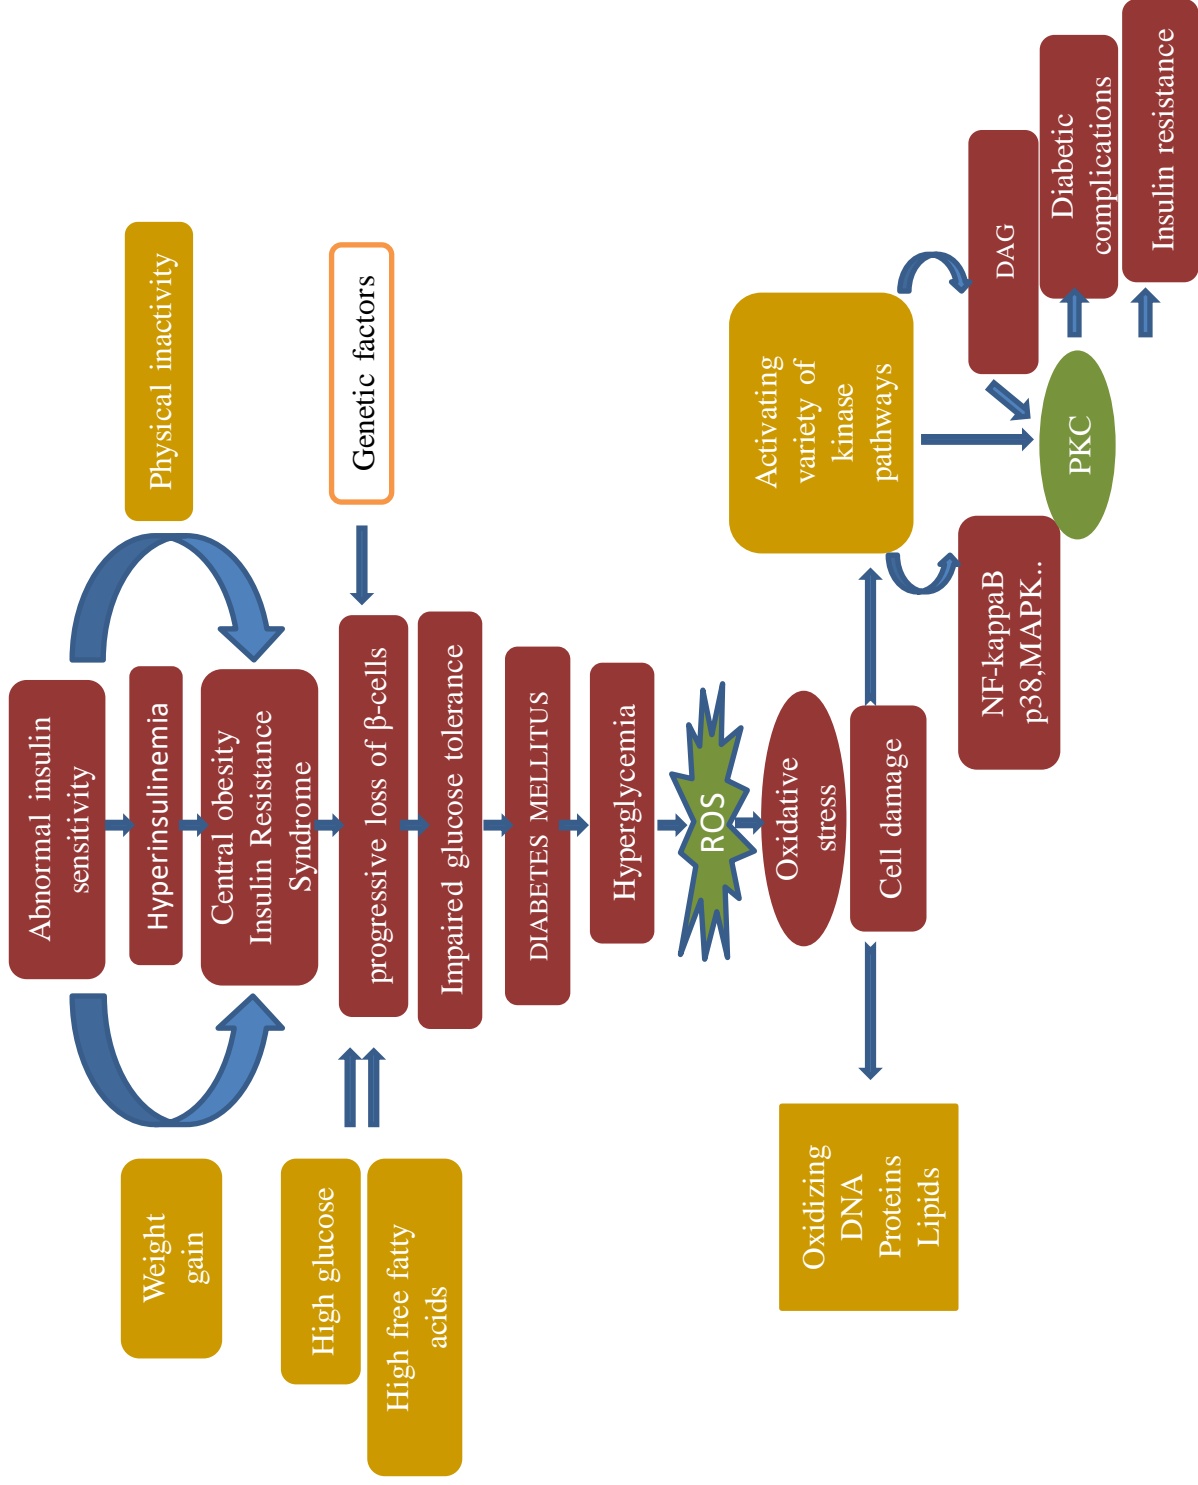 Abnormal insulin
sensitivity
Physical inactivity
Weight
gain
Hyperinsulinemia
Central obesity
Insulin Resistance
Syndrome
High glucose
High free fatty
acids
Genetic factors
progressive loss of β-cells
Impaired glucose tolerance
DIABETES MELLITUS
Hyperglycemia
ROS
Oxidative
stress
Cell damage
Oxidizing
DNA
Proteins
Lipids
Activating
variety of
kinase
pathways
NF-kappaB
p38,MAPK..
DAG
PKC
Diabetic
complications
Insulin resistance